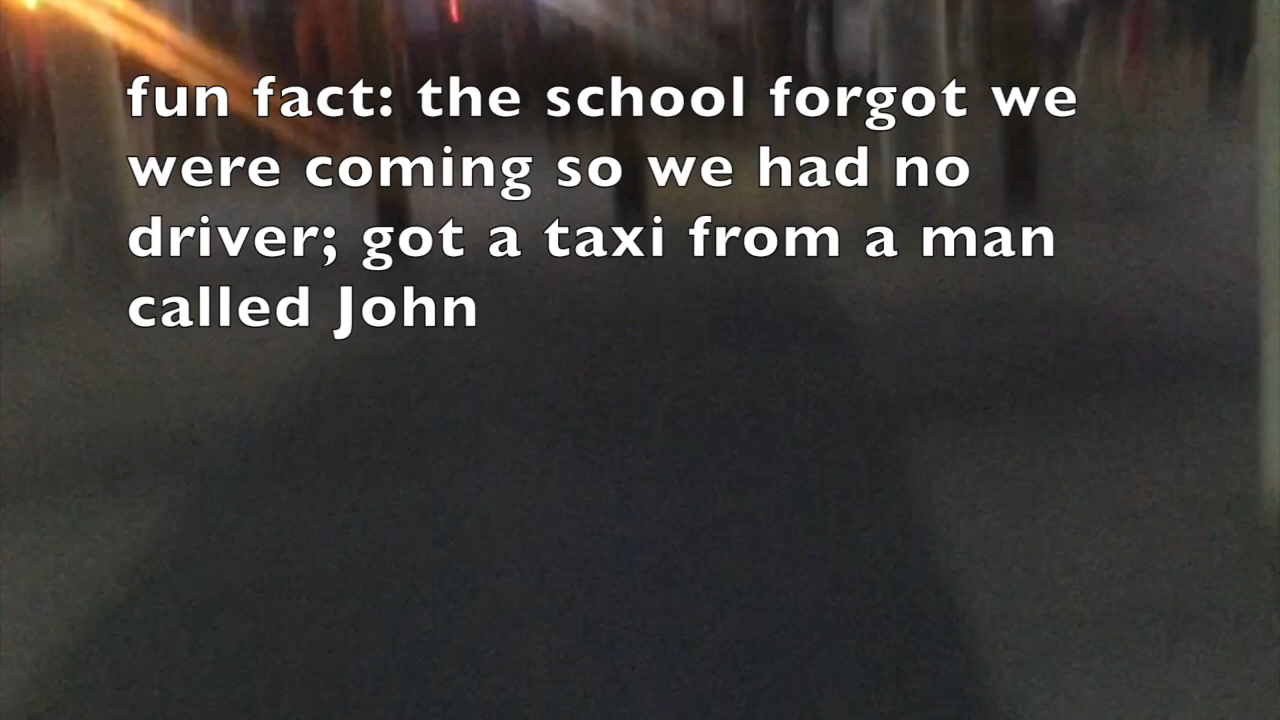 fun fact: the school forgot we
were coming so we had no
driver; got a taxi from a man
called John